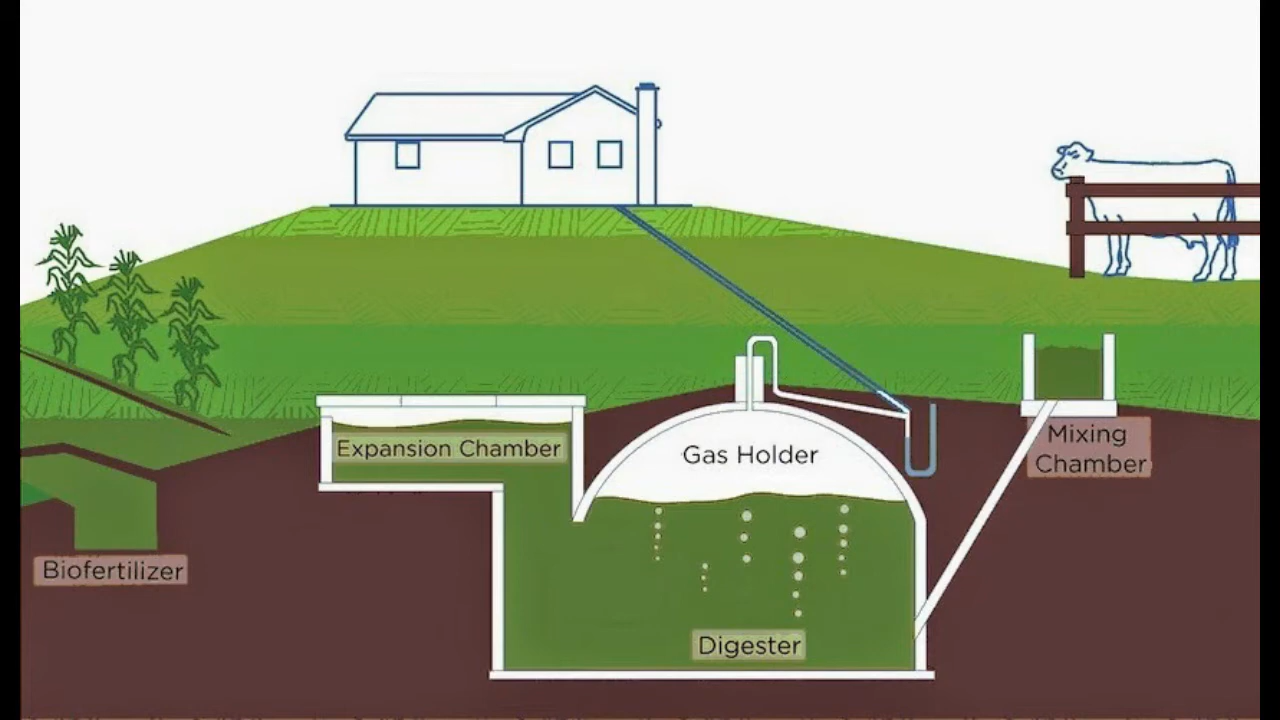 Expansion Chamber
Gas Holder
Mixing
Chamber
Biofertilizer
Digester